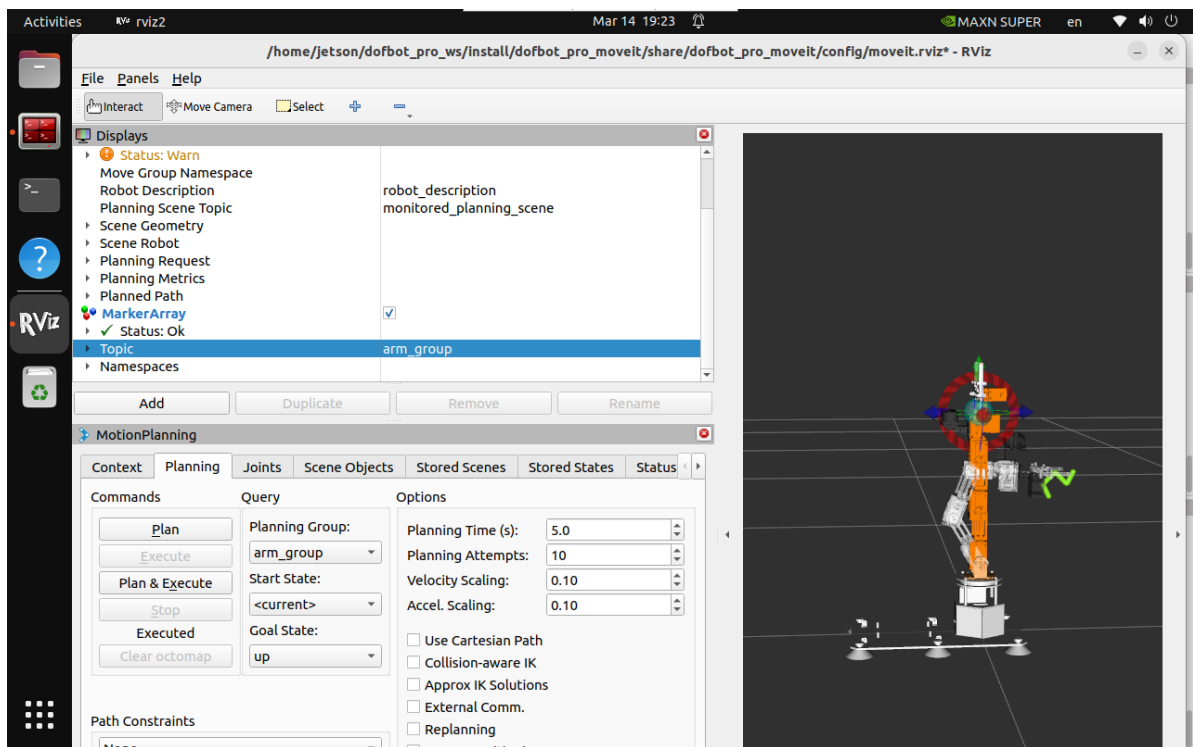 Activities rviz2 Mar 14 19:23 MAXN SUPER en
/home/jetson/dofbot_pro_ws/install/dofbot_pro_moveit/share/dofbot_pro_moveit/config/moveit.rviz* - RViz
File Panels Help
Interact Move Camera Select
Displays
Status: Warn
Move Group Namespace
Robot Description robot_description
Planning Scene Topic monitored_planning_scene
Scene Geometry
Scene Robot
Planning Request
Planning Metrics
Planned Path
MarkerArray
Status: Ok
Topic arm_group
Namespaces
RViz
Add Duplicate Remove Rename
MotionPlanning
Context Planning Joints Scene Objects Stored Scenes Stored States Status
Commands Query Options
Plan Planning Group: Planning Time (s): 5.0
Execute arm_group Planning Attempts: 10
Plan & Execute Start State: Velocity Scaling: 0.10
Stop <current> Accel. Scaling: 0.10
Executed Goal State:
Clear octomap up
Use Cartesian Path
Collision-aware IK
Approx IK Solutions
External Comm.
Path Constraints Replanning